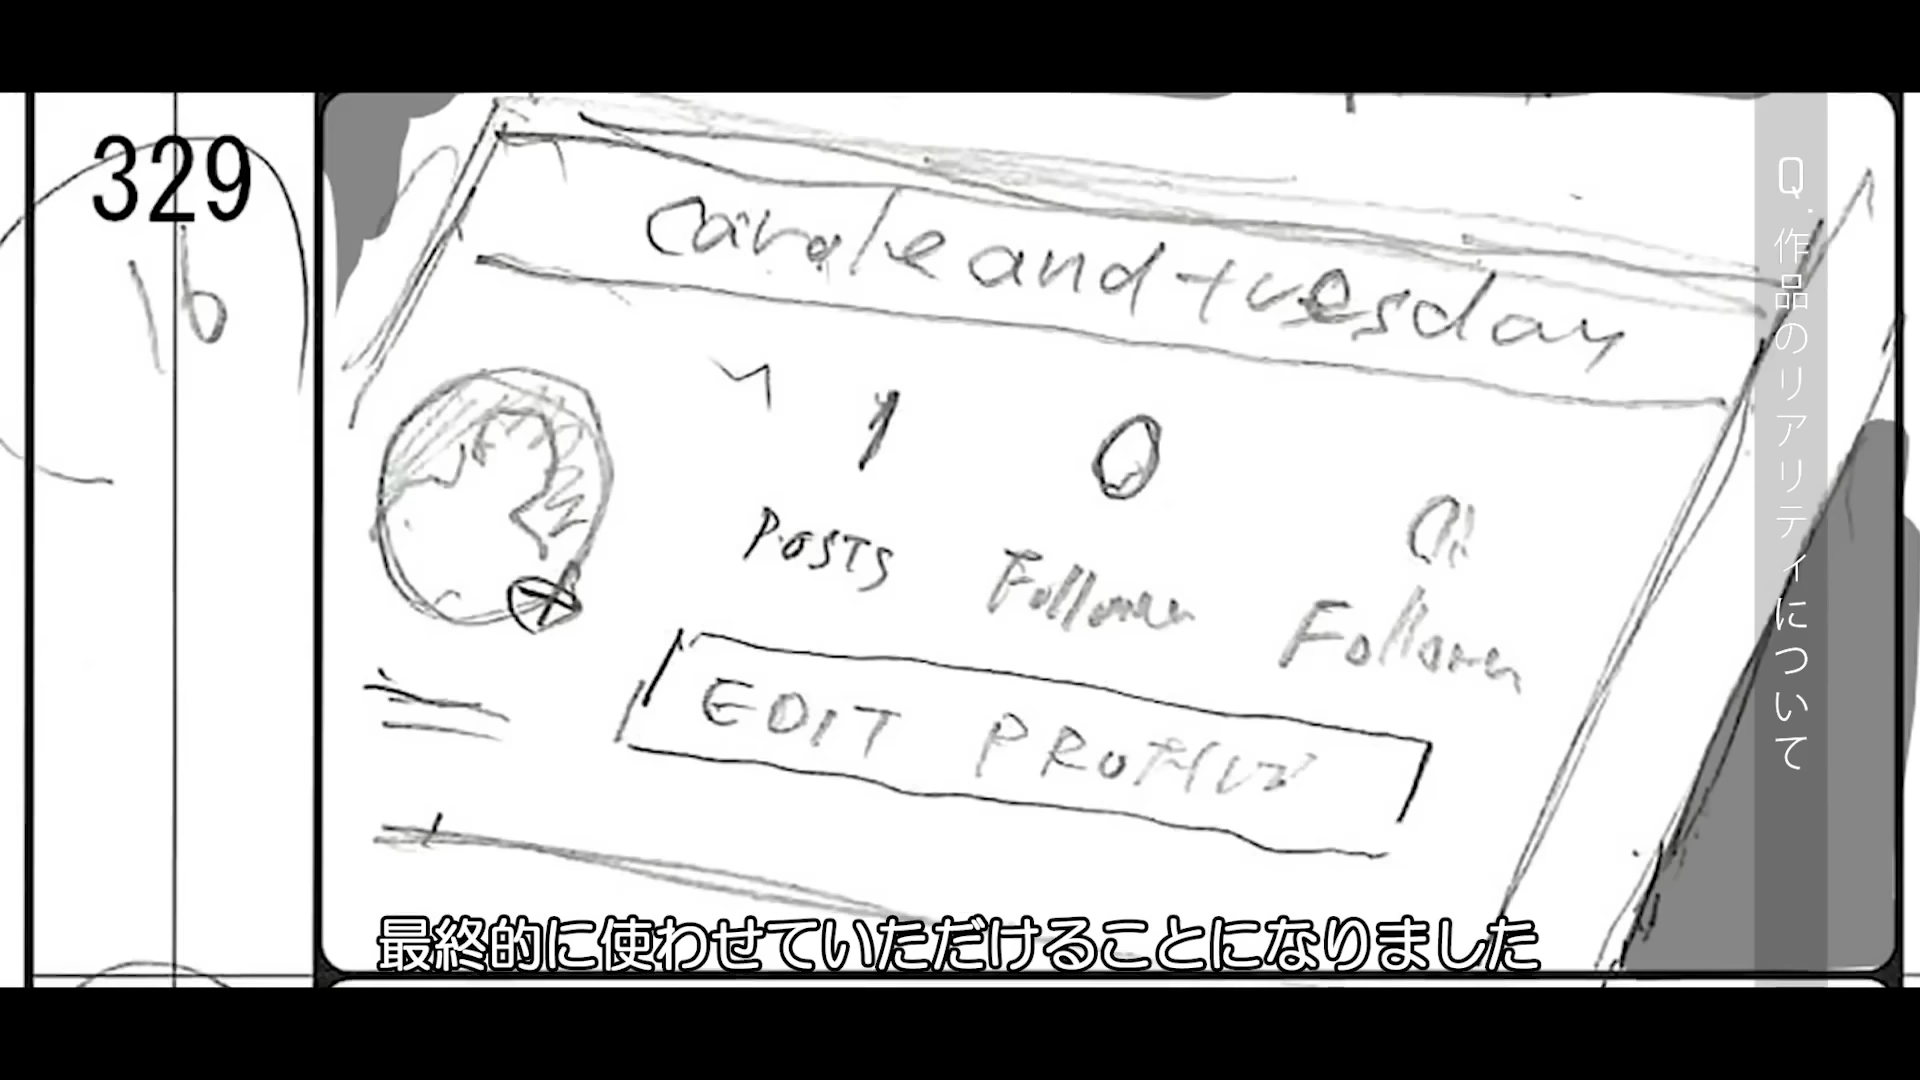 329
16
caroleandtuesday
1
0
Posts
Follower
Follower
EDIT PROFILE
Q.作品のリアリティについて
最終的に使わせていただけることになりました